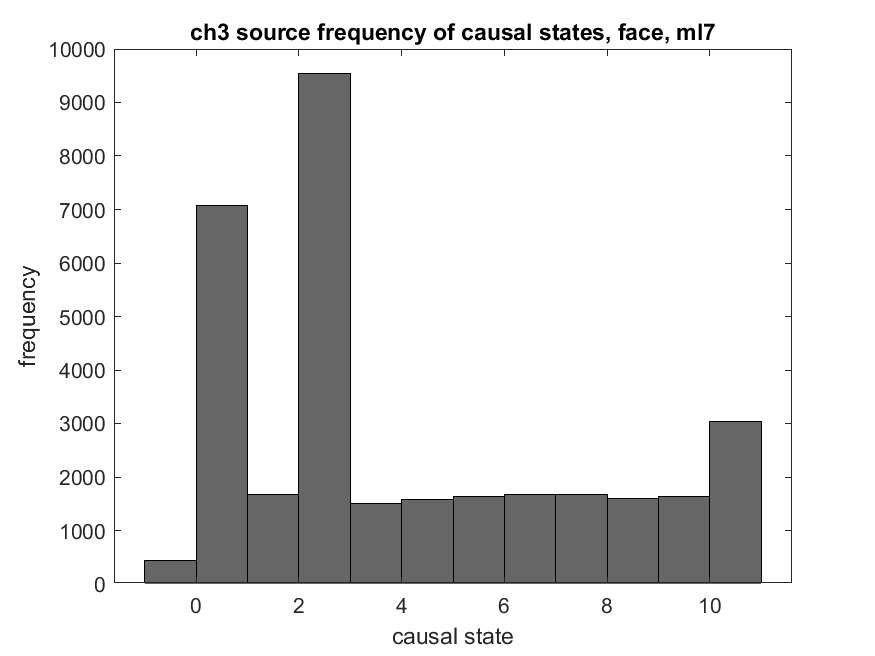 ch3 source frequency of causal states, face, ml7
10000
9000
8000
7000
6000
5000
4000
3000
2000
1000
0
frequency
0 2 4 6 8 10
causal state